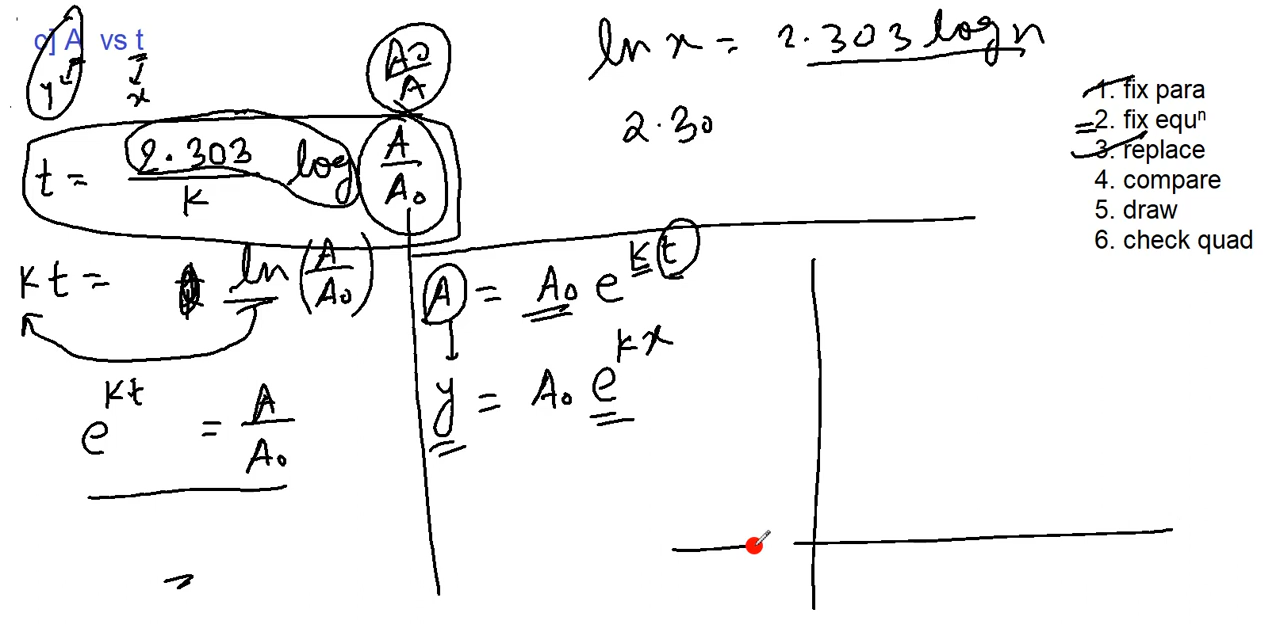 c] A vs t
y x
A0/A
ln x = 2.303 log n
2.30
t = 2.303/K log A/A₀
1. fix para
2. fix equⁿ
3. replace
4. compare
5. draw
6. check quad
Kt = ln (A/A₀)
e^Kt = A/A₀
A = A₀ e^Kt
y = A₀ e^Kx